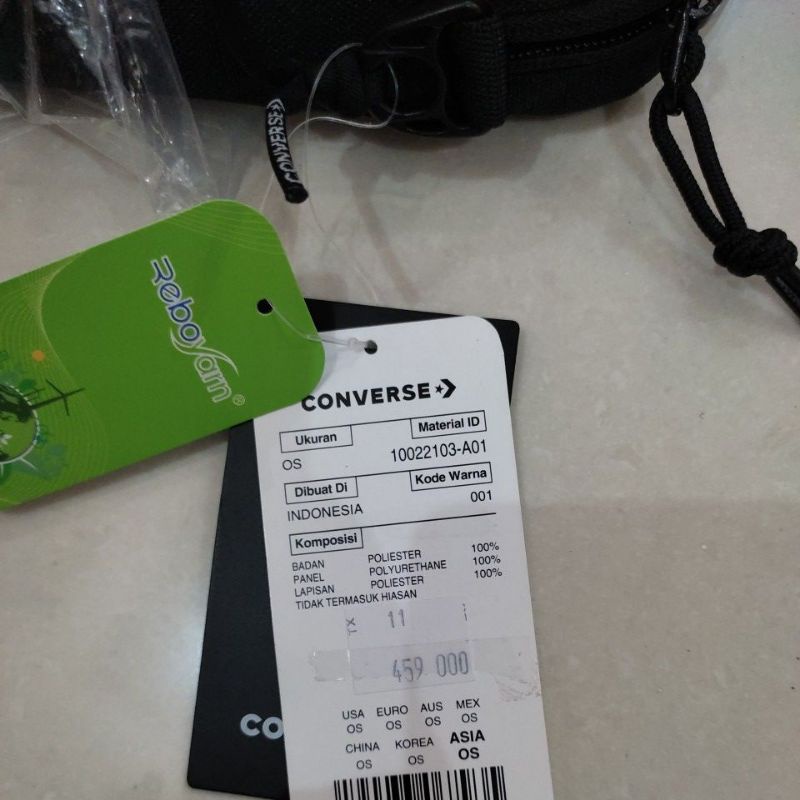 CONVERSE
Reboyarn®
CONVERSE
Ukuran
Material ID
OS
10022103-A01
Dibuat Di
Kode Warna
INDONESIA
001
Komposisi
BADAN POLIESTER 100%
PANEL POLYURETHANE 100%
LAPISAN POLIESTER 100%
TIDAK TERMASUK HIASAN
11
459 000
USA EURO AUS MEX
OS OS OS OS
CHINA KOREA ASIA
OS OS OS
CO